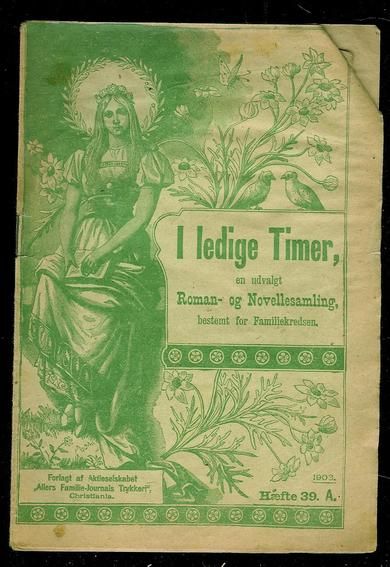 I ledige Timer,
en udvalgt
Roman- og Novellesamling,
bestemt for Familiekredsen.
Forlagt af Aktieselskabet
„Allers Familie-Journals Trykkeri",
Christiania.
1903.
Hæfte 39. A.